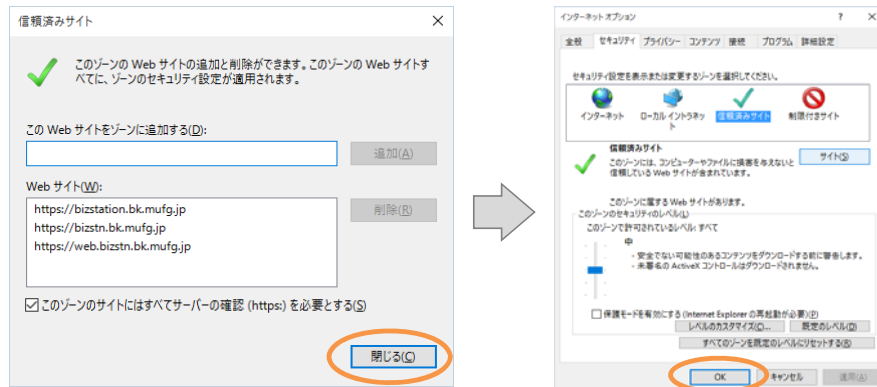 信頼済みサイト
このゾーンの Web サイトの追加と削除ができます。このゾーンの Web サイトす
べてに、ゾーンのセキュリティ設定が適用されます。
この Web サイトをゾーンに追加する(D):
追加(A)
Web サイト(W):
https://bizstation.bk.mufg.jp
https://bizstn.bk.mufg.jp
https://web.bizstn.bk.mufg.jp
削除(R)
このゾーンのサイトにはすべてサーバーの確認 (https:) を必要とする(S)
閉じる(C)
インターネット オプション
全般 セキュリティ プライバシー コンテンツ 接続 プログラム 詳細設定
セキュリティ設定を表示または変更するゾーンを選択してください。
インターネット ローカル イントラネッ 信頼済みサイト 制限付きサイト
ト
信頼済みサイト
このゾーンには、コンピューターやファイルに損害を与えないと
信頼している Web サイトが含まれています。
サイト(S)
このゾーンに属する Web サイトがあります。
このゾーンのセキュリティのレベル(L)
このゾーンで許可されているレベル: すべて
中
- 安全でない可能性のあるコンテンツをダウンロードする前に警告します。
- 未署名の ActiveX コントロールはダウンロードされません。
保護モードを有効にする (Internet Explorer の再起動が必要)(P)
レベルのカスタマイズ(C)... 既定のレベル(D)
すべてのゾーンを既定のレベルにリセットする(R)
OK キャンセル 適用(A)